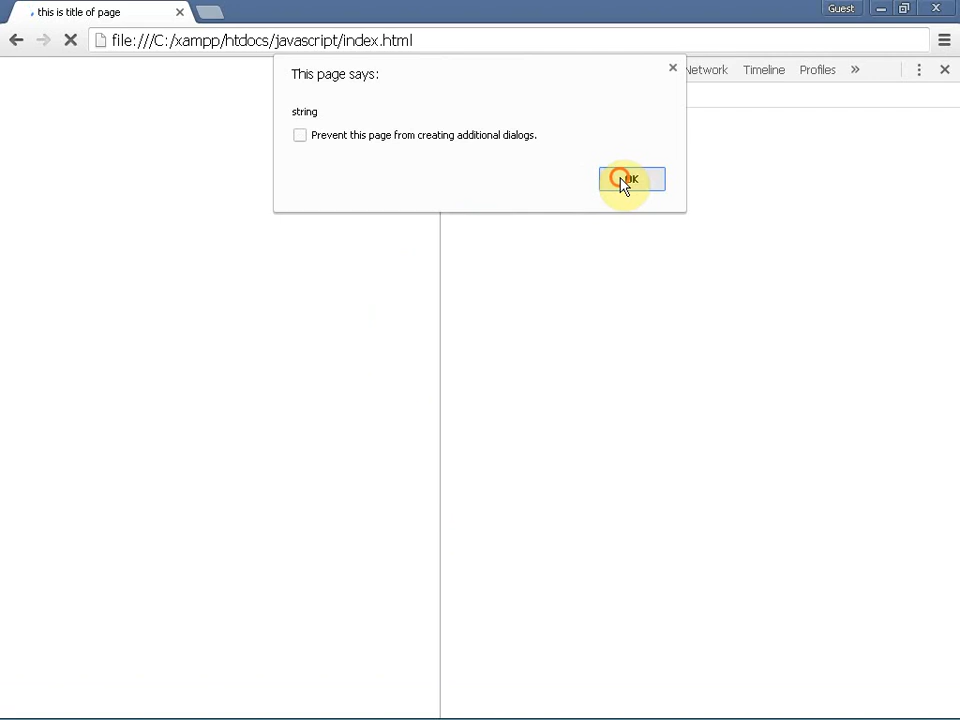 this is title of page
Guest
file:///C:/xampp/htdocs/javascript/index.html
This page says:
Network Timeline Profiles »
string
Prevent this page from creating additional dialogs.
OK